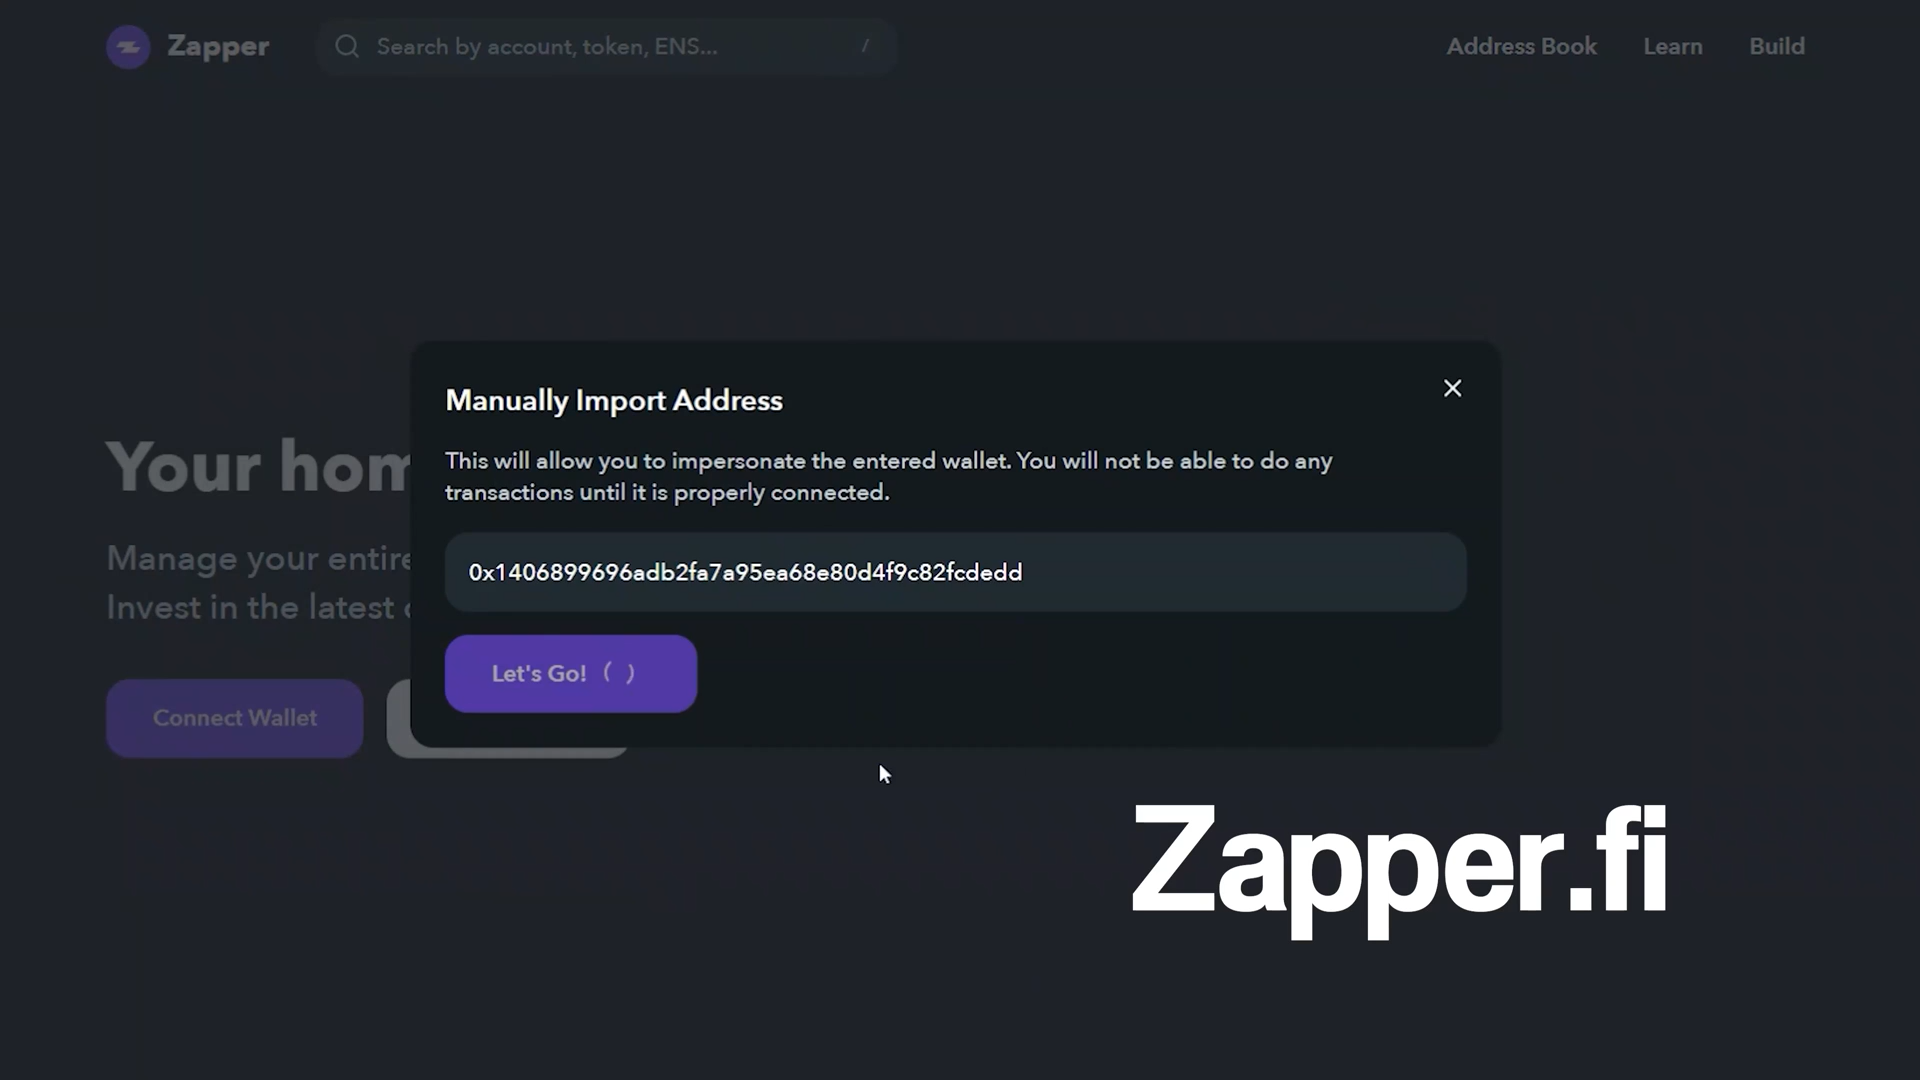 Zapper
Search by account, token, ENS...
/
Address Book
Learn
Build
Manually Import Address
This will allow you to impersonate the entered wallet. You will not be able to do any
transactions until it is properly connected.
0x1406899696adb2fa7a95ea68e80d4f9c82fcdedd
Let's Go!
Your hom
Manage your entire
Invest in the latest
Connect Wallet
Zapper.fi